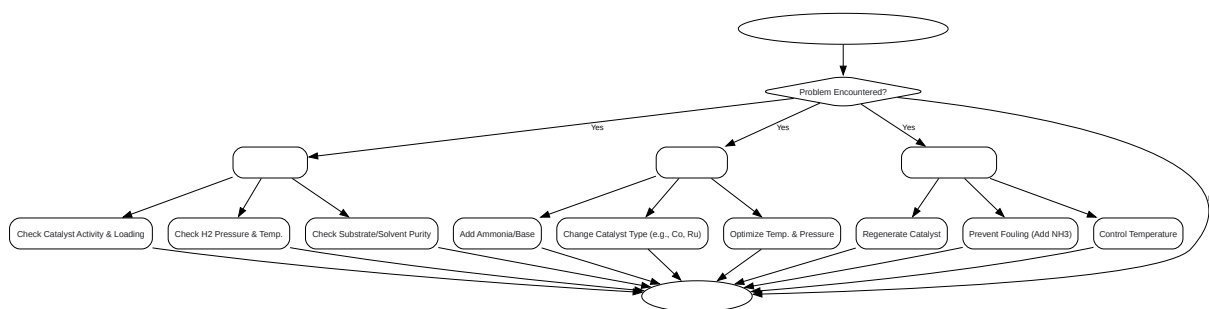 Problem Encountered?
Yes
Yes
Yes
Check Catalyst Activity & Loading
Check H2 Pressure & Temp.
Check Substrate/Solvent Purity
Add Ammonia/Base
Change Catalyst Type (e.g., Co, Ru)
Optimize Temp. & Pressure
Regenerate Catalyst
Prevent Fouling (Add NH3)
Control Temperature